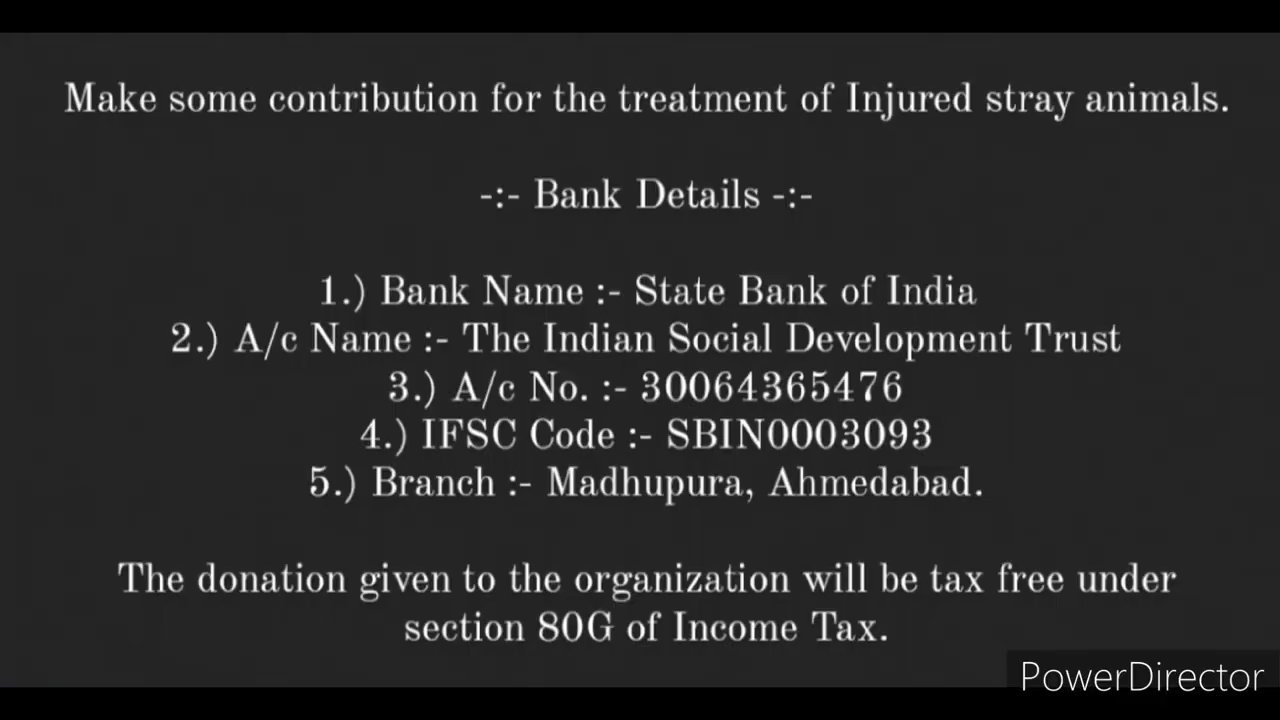 Make some contribution for the treatment of Injured stray animals.
-:- Bank Details -:-
1.) Bank Name :- State Bank of India
2.) A/c Name :- The Indian Social Development Trust
3.) A/c No. :- 30064365476
4.) IFSC Code :- SBIN0003093
5.) Branch :- Madhupura, Ahmedabad.
The donation given to the organization will be tax free under
section 80G of Income Tax.
PowerDirector